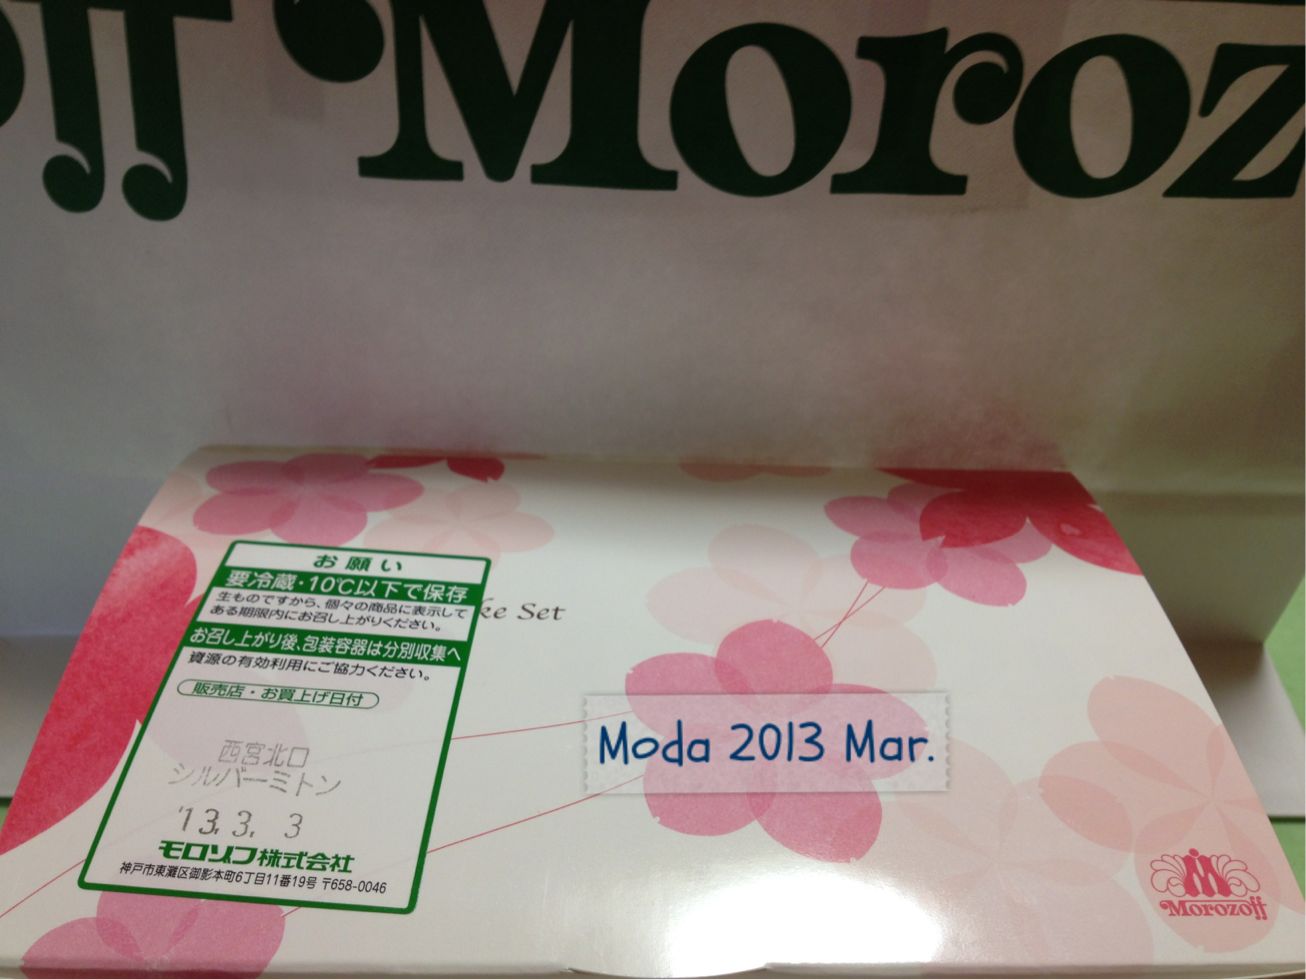 Moroz
ke Set
お願い
要冷蔵・10℃以下で保存
生ものですから、個々の商品に表示して
ある期限内にお召し上がりください。
お召し上がり後、包装容器は分別収集へ
資源の有効利用にご協力ください。
販売店・お買上げ日付
西宮北口
シルバーミトン
'13. 3. 3
モロゾフ株式会社
神戸市東灘区御影本町6丁目11番19号 〒658-0046
Moda 2013 Mar.
Morozoff